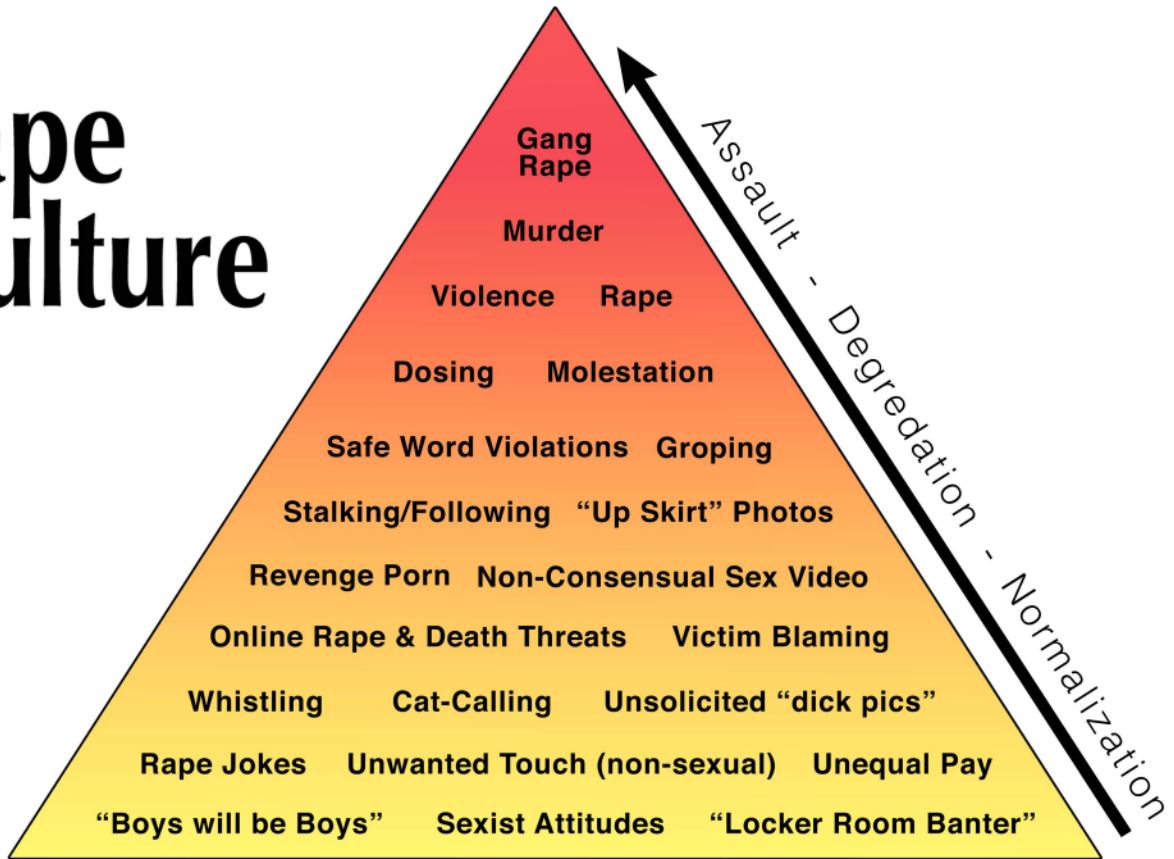 ape
ulture
Gang
Rape
Murder
Violence Rape
Dosing Molestation
Safe Word Violations Groping
Stalking/Following “Up Skirt” Photos
Revenge Porn Non-Consensual Sex Video
Online Rape & Death Threats Victim Blaming
Whistling Cat-Calling Unsolicited “dick pics”
Rape Jokes Unwanted Touch (non-sexual) Unequal Pay
“Boys will be Boys” Sexist Attitudes “Locker Room Banter”
Assault - Degredation - Normalization